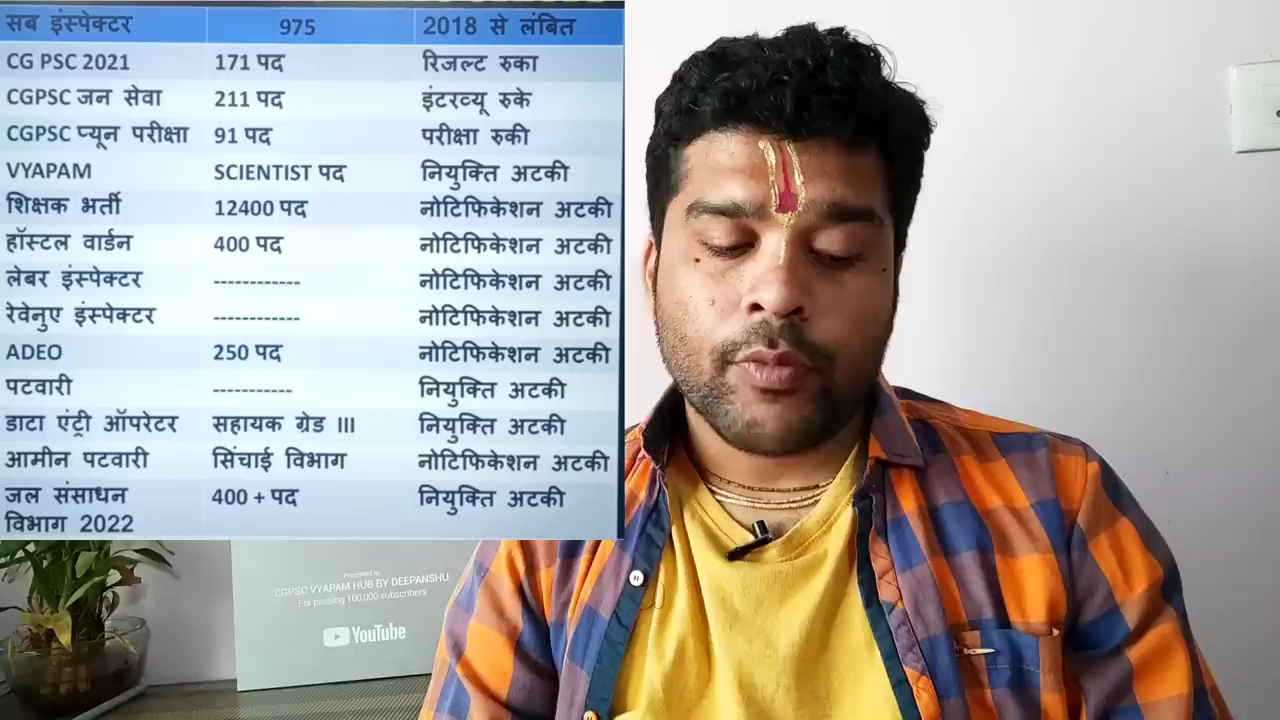 सब इंस्पेक्टर 975 2018 से लंबित
CG PSC 2021 171 पद रिजल्ट रुका
CGPSC जन सेवा 211 पद इंटरव्यू रुके
CGPSC प्यून परीक्षा 91 पद परीक्षा रुकी
VYAPAM SCIENTIST पद नियुक्ति अटकी
शिक्षक भर्ती 12400 पद नोटिफिकेशन अटकी
हॉस्टल वार्डन 400 पद नोटिफिकेशन अटकी
लेबर इंस्पेक्टर ------------ नोटिफिकेशन अटकी
रेवेनुए इंस्पेक्टर ------------ नोटिफिकेशन अटकी
ADEO 250 पद नोटिफिकेशन अटकी
पटवारी ----------- नियुक्ति अटकी
डाटा एंट्री ऑपरेटर सहायक ग्रेड III नियुक्ति अटकी
आमीन पटवारी सिंचाई विभाग नोटिफिकेशन अटकी
जल संसाधन 400 + पद नियुक्ति अटकी
विभाग 2022
Presented to
CGPSC VYAPAM HUB BY DEEPANSHU
For passing 100,000 subscribers
YouTube